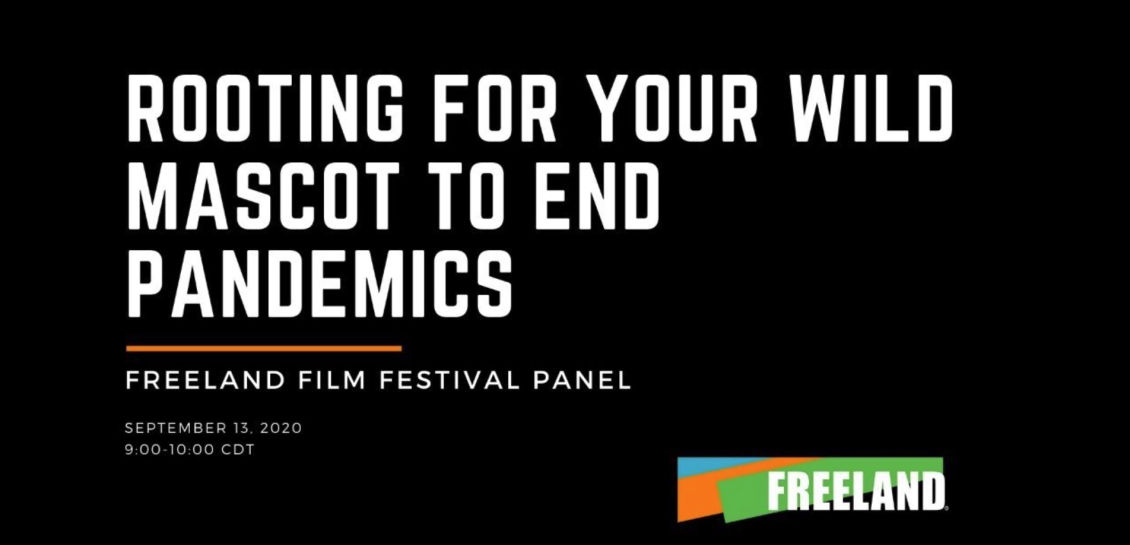 ROOTING FOR YOUR WILD
MASCOT TO END
PANDEMICS
FREELAND FILM FESTIVAL PANEL
SEPTEMBER 13, 2020
9:00-10:00 CDT
FREELAND